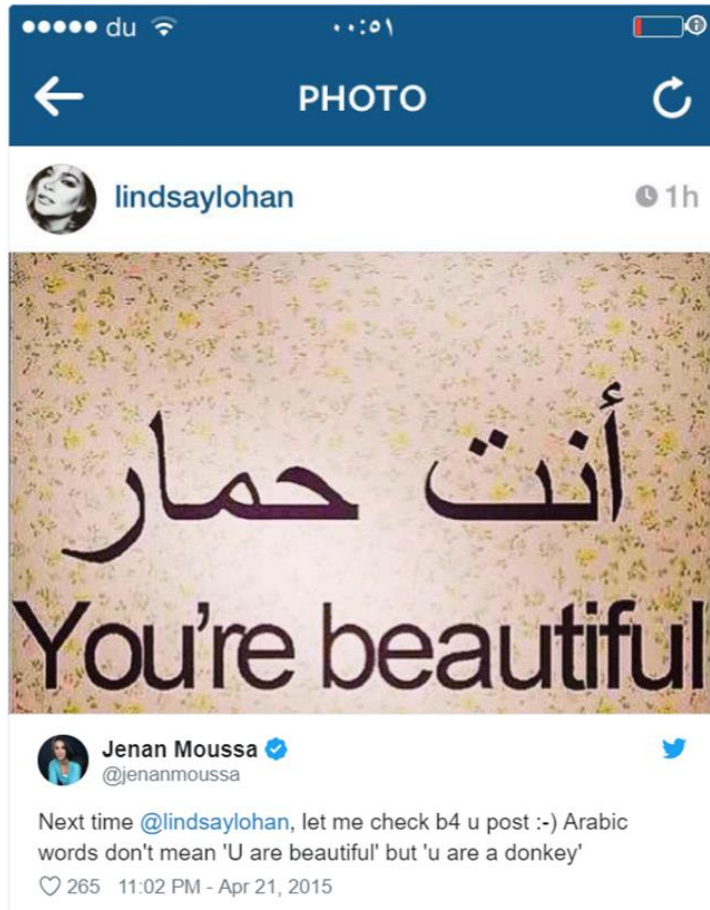 du ٠٠:٥١
PHOTO
lindsaylohan 1h
أنت حمار
You're beautiful
Jenan Moussa
@jenanmoussa
Next time @lindsaylohan, let me check b4 u post :-) Arabic
words don't mean 'U are beautiful' but 'u are a donkey'
265 11:02 PM - Apr 21, 2015